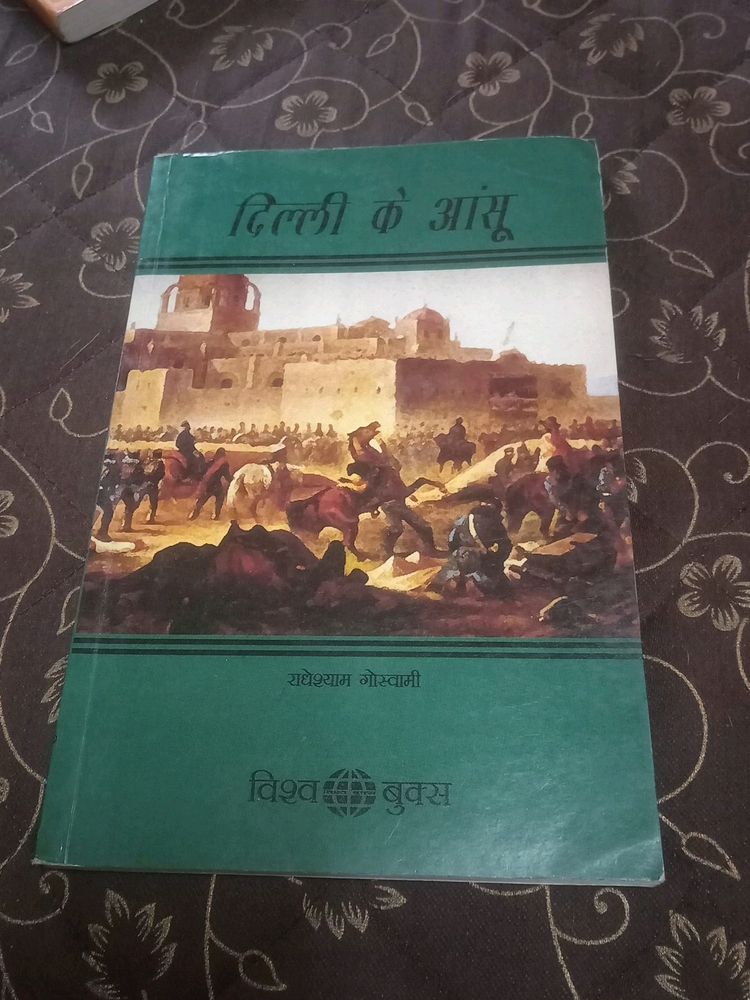 दिल्ली के आंसू
राधेश्याम गोस्वामी
विश्व बुक्स